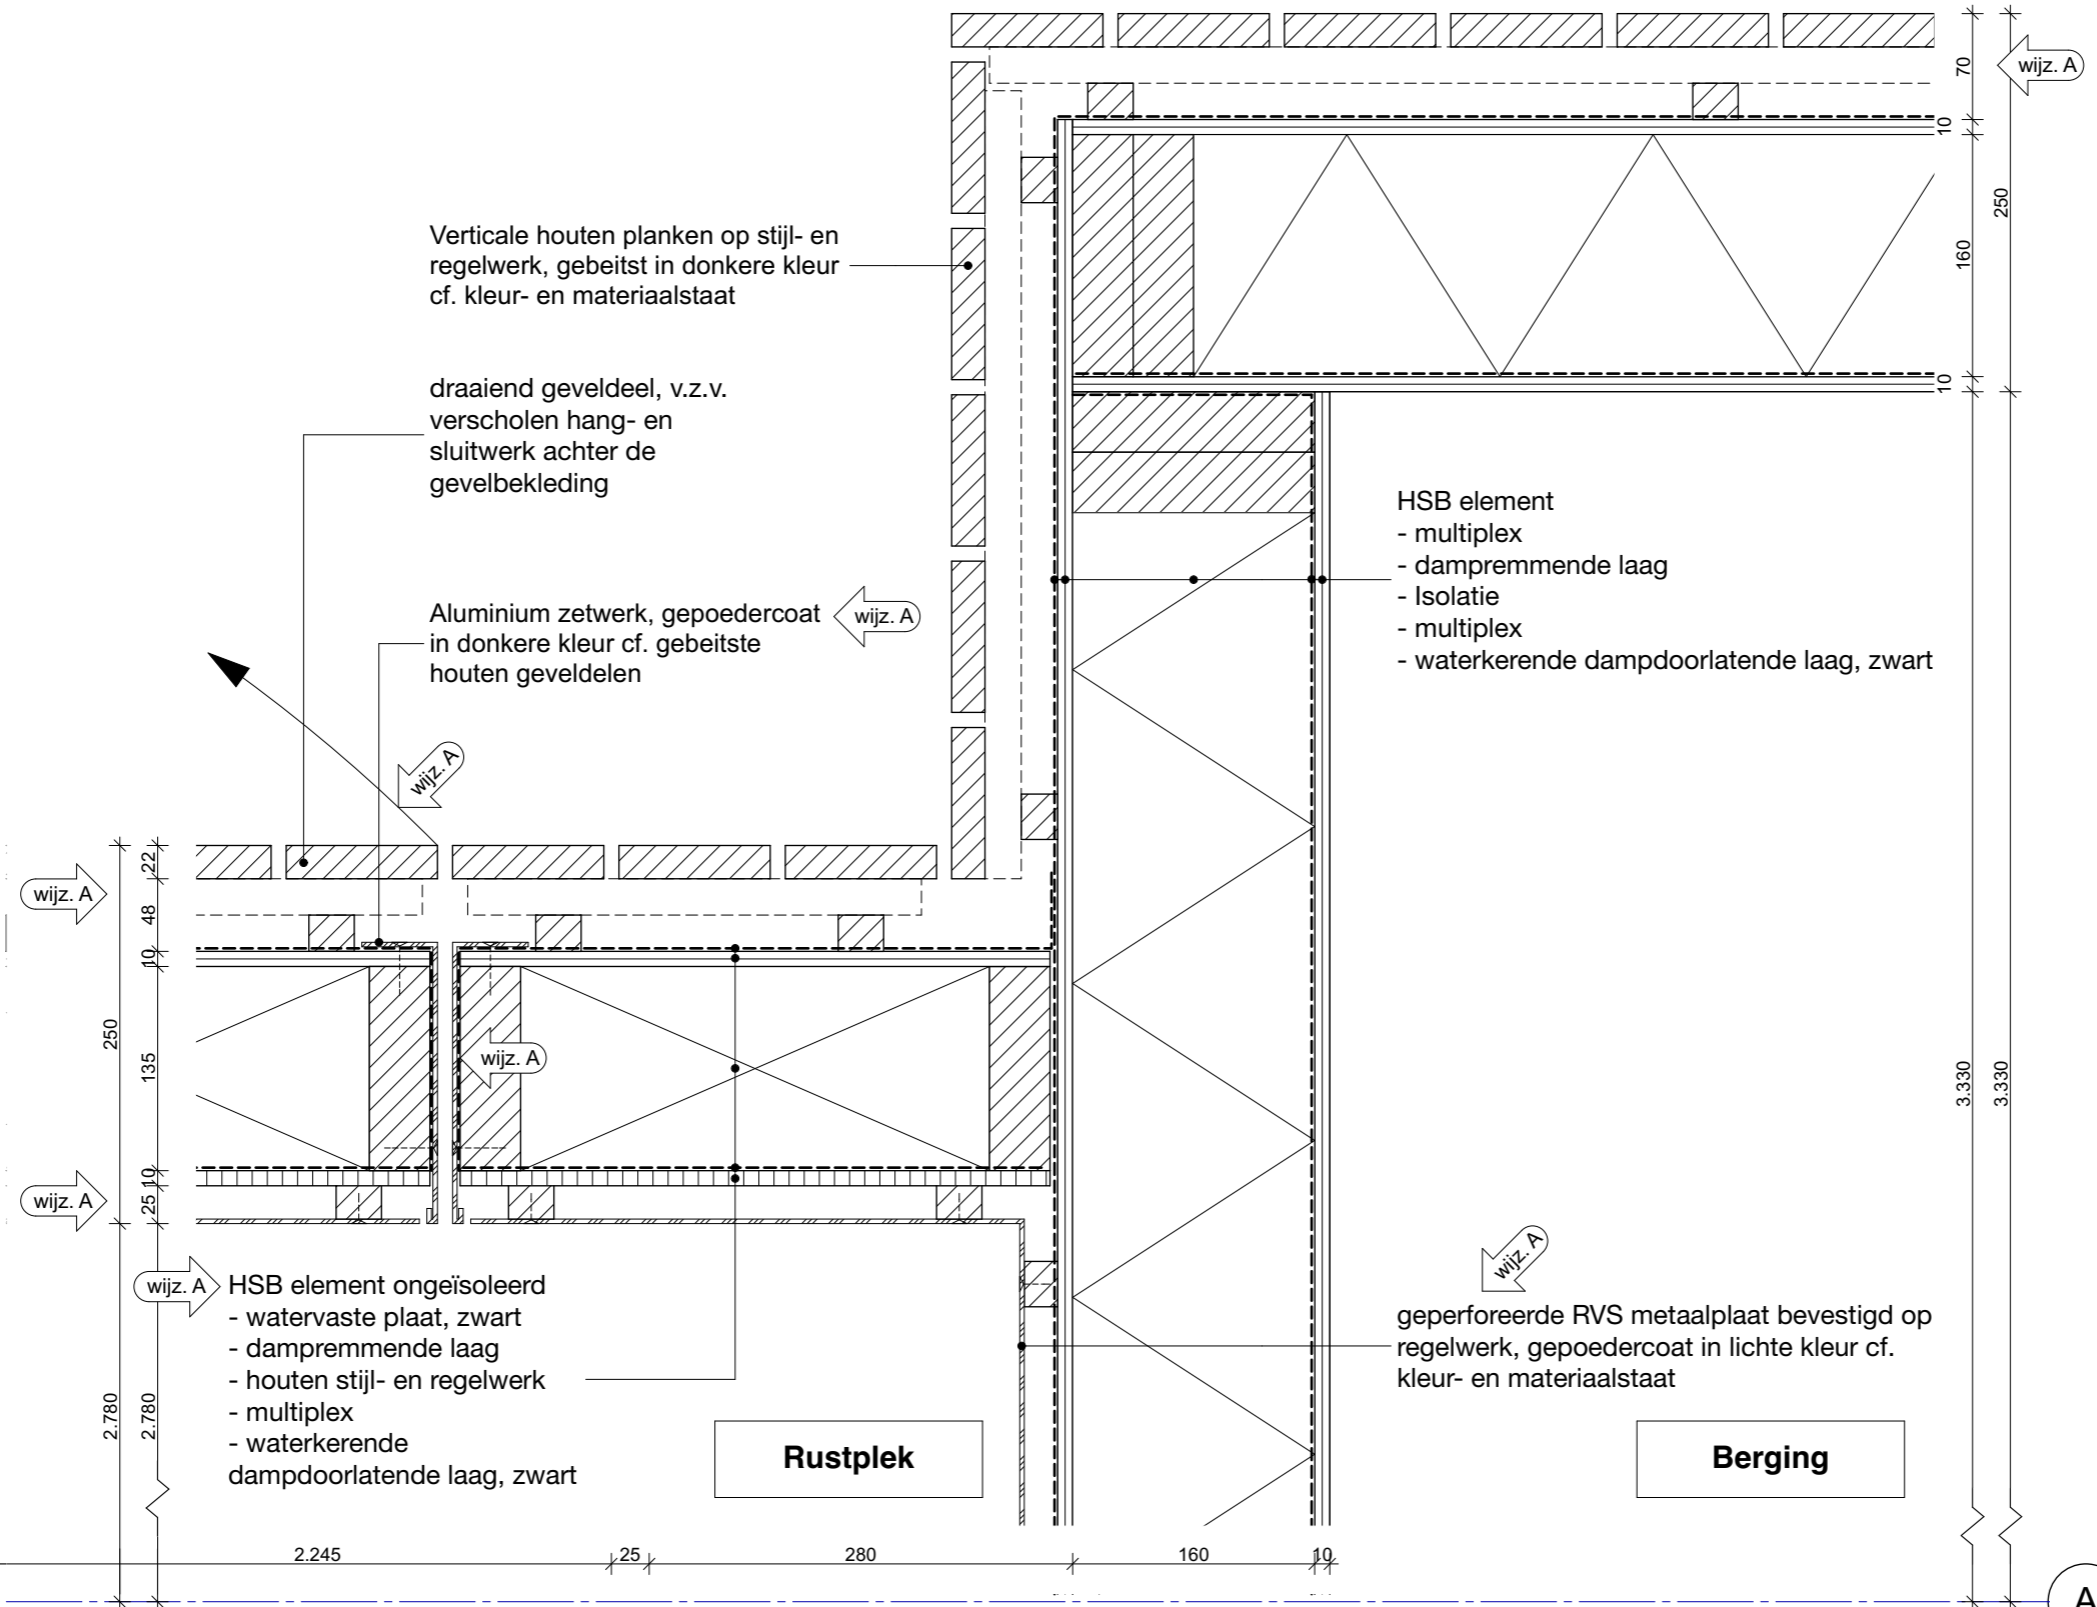 70
wijz. A
10
250
160
10
Verticale houten planken op stijl- en
regelwerk, gebeitst in donkere kleur
cf. kleur- en materiaalstaat
draaiend geveldeel, v.z.v.
verscholen hang- en
sluitwerk achter de
gevelbekleding
HSB element
- multiplex
- dampremmende laag
- Isolatie
- multiplex
- waterkerende dampdoorlatende laag, zwart
Aluminium zetwerk, gepoedercoat
in donkere kleur cf. gebeitste
houten geveldelen
wijz. A
wijz. A
wijz. A
22
48
10
250
135
10
25
wijz. A
wijz. A
3.330
3.330
wijz. A
HSB element ongeïsoleerd
- watervaste plaat, zwart
- dampremmende laag
- houten stijl- en regelwerk
- multiplex
- waterkerende
dampdoorlatende laag, zwart
wijz. A
geperforeerde RVS metaalplaat bevestigd op
regelwerk, gepoedercoat in lichte kleur cf.
kleur- en materiaalstaat
2.780
2.780
Rustplek
Berging
2.245
25
280
160
10
A